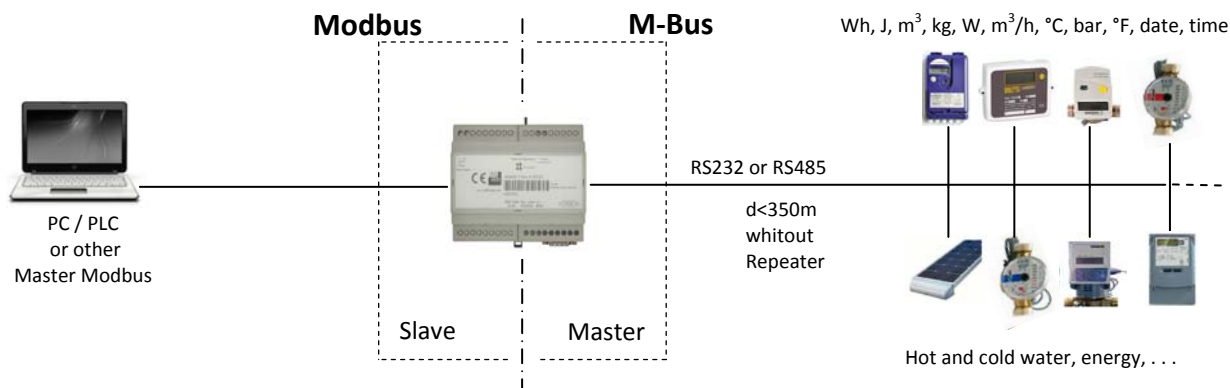 Modbus
M-Bus
Wh, J, m³, kg, W, m³/h, °C, bar, °F, date, time
RS232 or RS485
d<350m
whitout
Repeater
PC / PLC
or other
Master Modbus
Slave
Master
Hot and cold water, energy, . . .